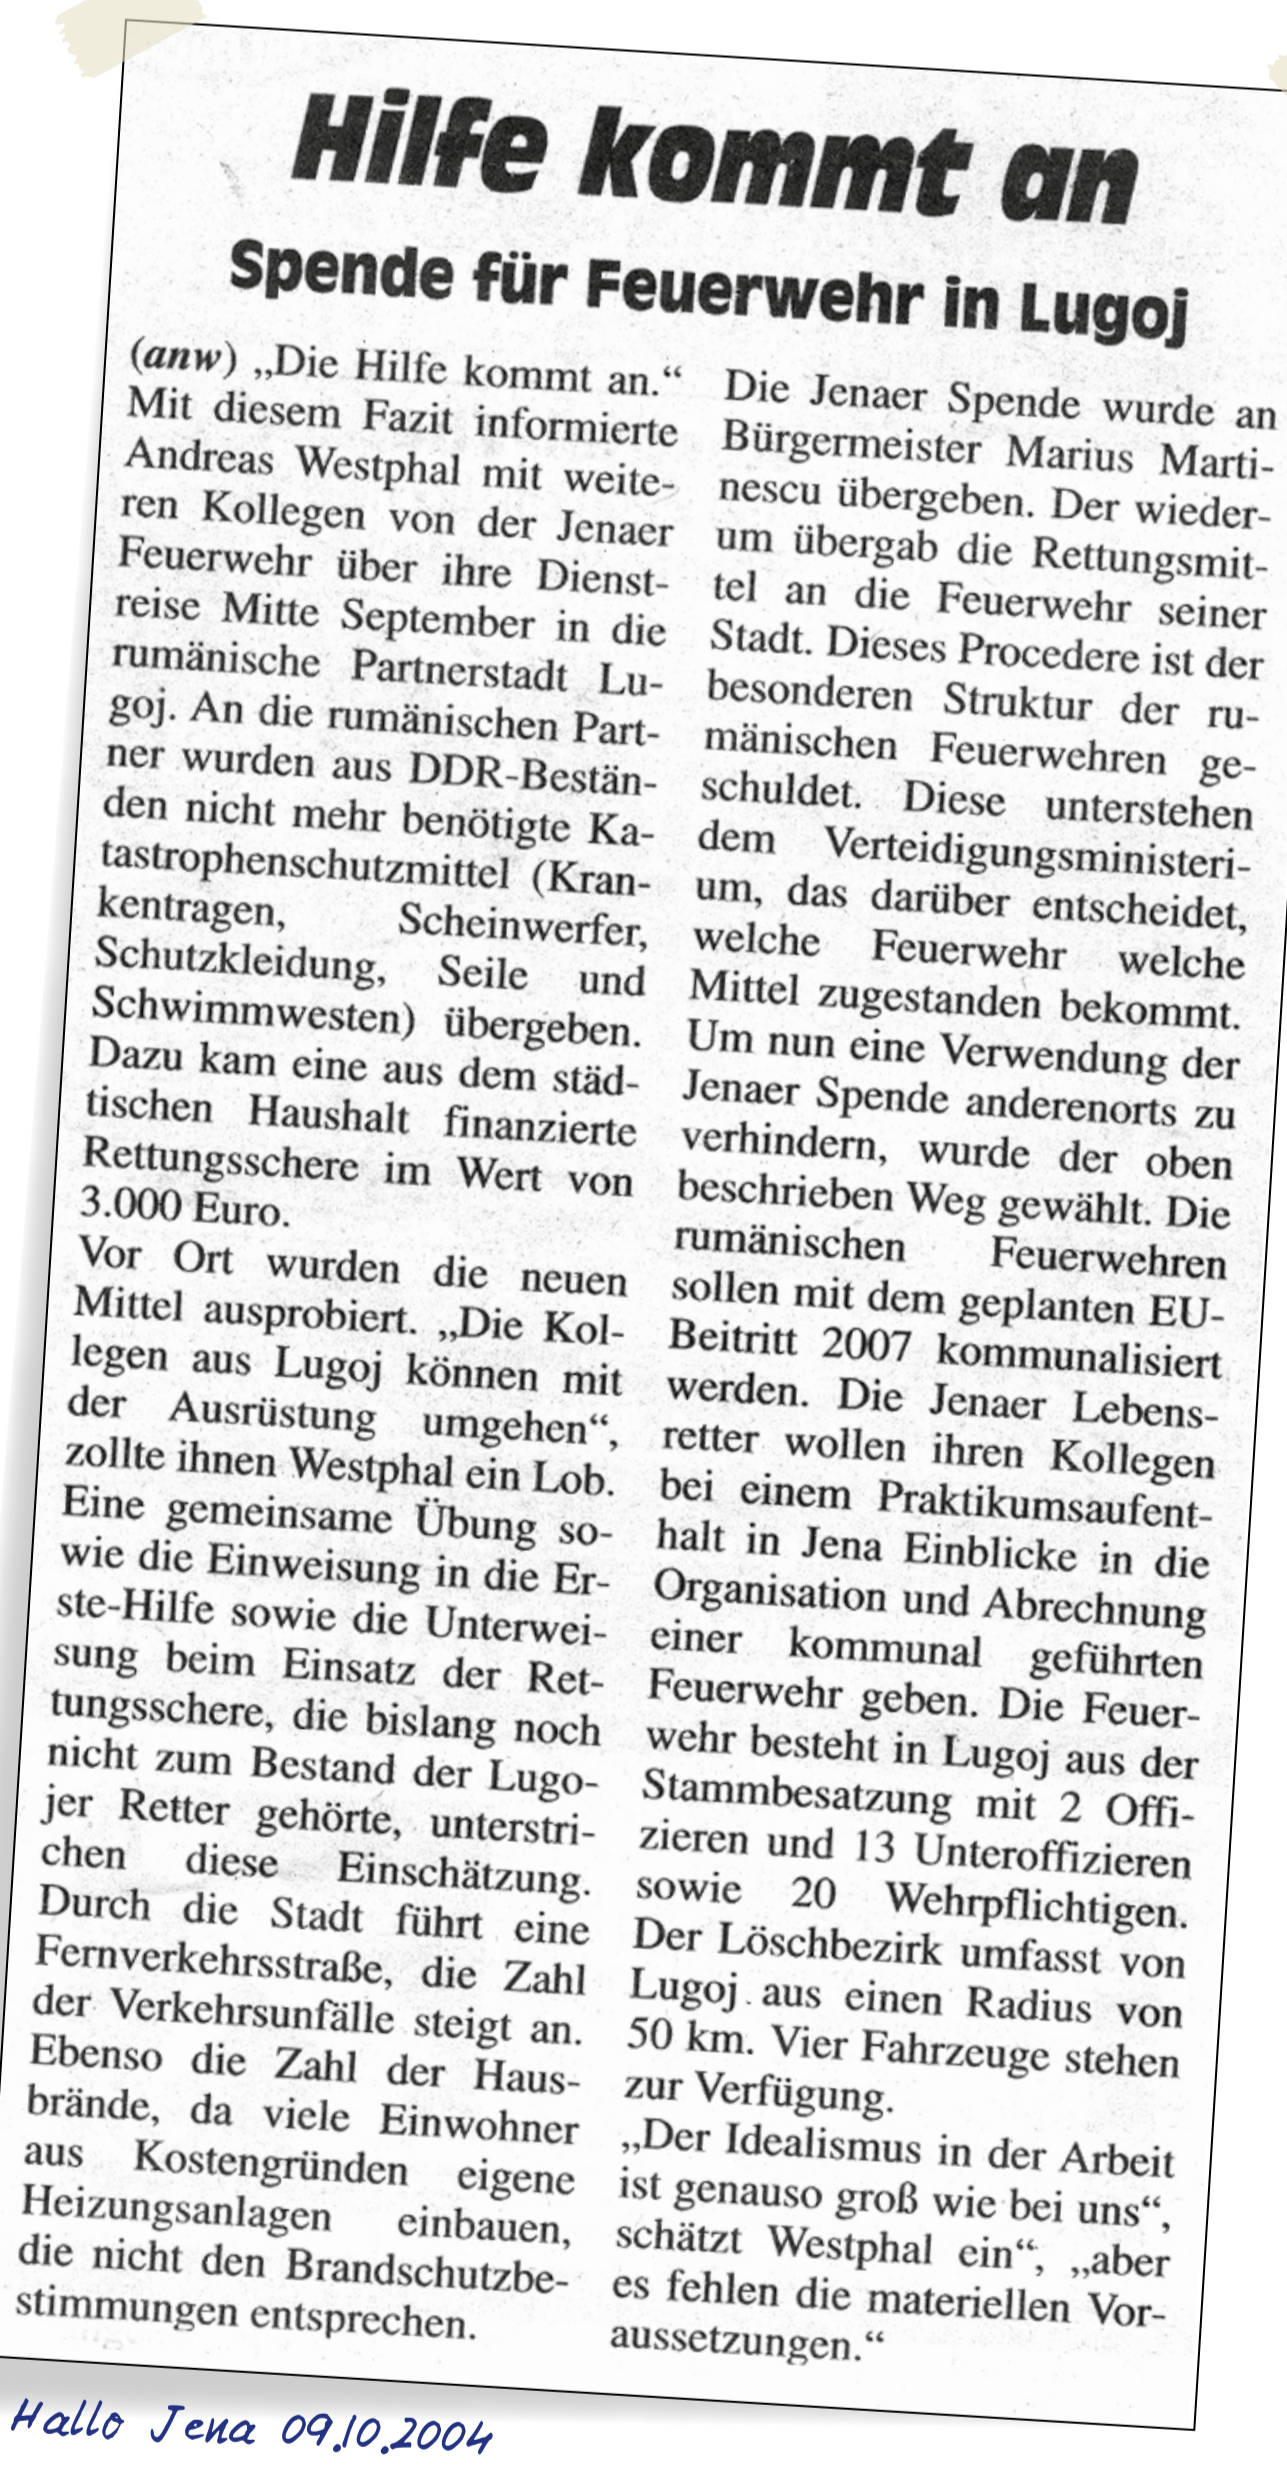 Hilfe kommt an
Spende für Feuerwehr in Lugoj
(anw) „Die Hilfe kommt an.“
Mit diesem Fazit informierte
Andreas Westphal mit weite-
ren Kollegen von der Jenaer
Feuerwehr über ihre Dienst-
reise Mitte September in die
rumänische Partnerstadt Lu-
goj. An die rumänischen Part-
ner wurden aus DDR-Bestän-
den nicht mehr benötigte Ka-
tastrophenschutzmittel (Kran-
kentragen, Scheinwerfer,
Schutzkleidung, Seile und
Schwimmwesten) übergeben.
Dazu kam eine aus dem städ-
tischen Haushalt finanzierte
Rettungsschere im Wert von
3.000 Euro.
Vor Ort wurden die neuen
Mittel ausprobiert. „Die Kol-
legen aus Lugoj können mit
der Ausrüstung umgehen“,
zollte ihnen Westphal ein Lob.
Eine gemeinsame Übung so-
wie die Einweisung in die Er-
ste-Hilfe sowie die Unterwei-
sung beim Einsatz der Ret-
tungsschere, die bislang noch
nicht zum Bestand der Lugo-
jer Retter gehörte, unterstri-
chen diese Einschätzung.
Durch die Stadt führt eine
Fernverkehrsstraße, die Zahl
der Verkehrsunfälle steigt an.
Ebenso die Zahl der Haus-
brände, da viele Einwohner
aus Kostengründen eigene
Heizungsanlagen einbauen,
die nicht den Brandschutzbe-
stimmungen entsprechen.
Die Jenaer Spende wurde an
Bürgermeister Marius Marti-
nescu übergeben. Der wieder-
um übergab die Rettungsmit-
tel an die Feuerwehr seiner
Stadt. Dieses Procedere ist der
besonderen Struktur der ru-
mänischen Feuerwehren ge-
schuldet. Diese unterstehen
dem Verteidigungsministeri-
um, das darüber entscheidet,
welche Feuerwehr welche
Mittel zugestanden bekommt.
Um nun eine Verwendung der
Jenaer Spende anderenorts zu
verhindern, wurde der oben
beschrieben Weg gewählt. Die
rumänischen Feuerwehren
sollen mit dem geplanten EU-
Beitritt 2007 kommunalisiert
werden. Die Jenaer Lebens-
retter wollen ihren Kollegen
bei einem Praktikumsaufent-
halt in Jena Einblicke in die
Organisation und Abrechnung
einer kommunal geführten
Feuerwehr geben. Die Feuer-
wehr besteht in Lugoj aus der
Stammbesatzung mit 2 Offi-
zieren und 13 Unteroffizieren
sowie 20 Wehrpflichtigen.
Der Löschbezirk umfasst von
Lugoj aus einen Radius von
50 km. Vier Fahrzeuge stehen
zur Verfügung.
„Der Idealismus in der Arbeit
ist genauso groß wie bei uns“,
schätzt Westphal ein“, „aber
es fehlen die materiellen Vor-
aussetzungen.“
Hallo Jena 09.10.2004